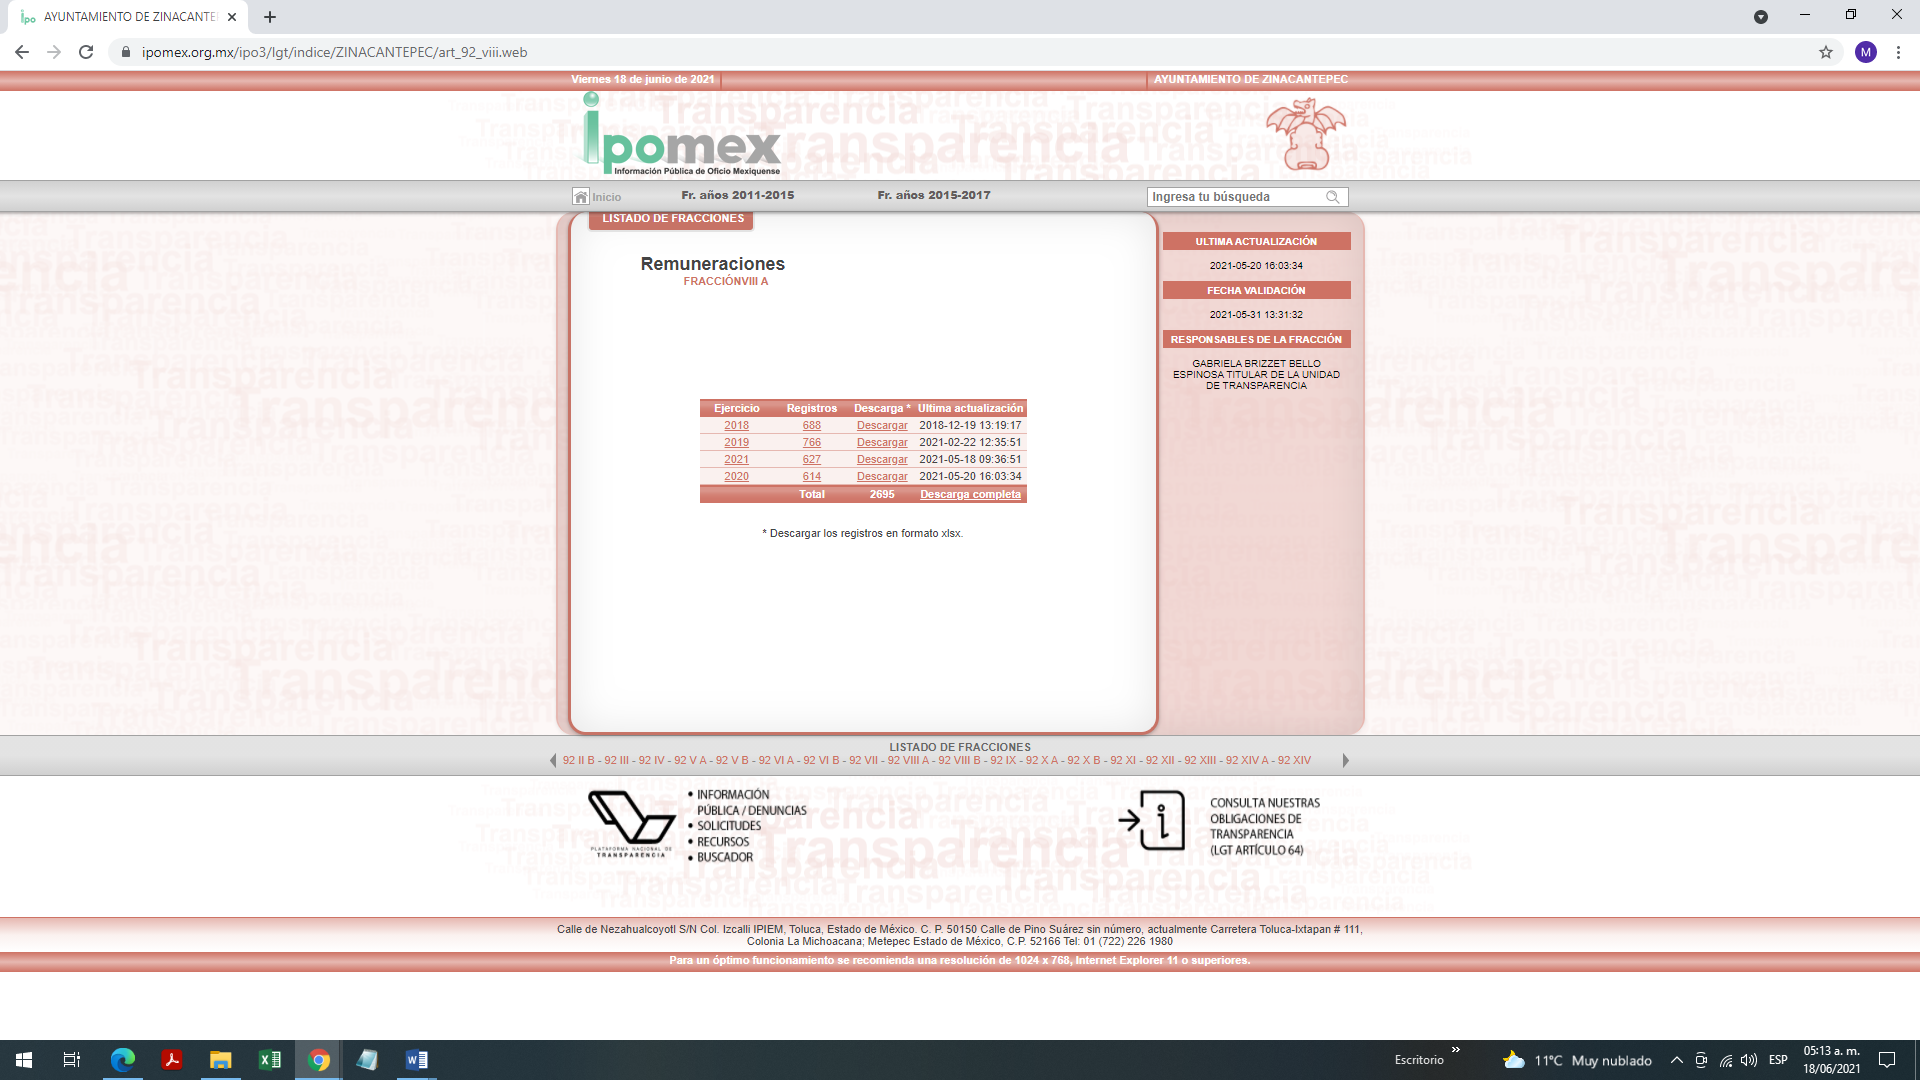 AYUNTAMIENTO DE ZINACANTE
ipomex.org.mx/ipo3/lgt/indice/ZINACANTEPEC/art_92_viii.web
M
Viernes 18 de junio de 2021
AYUNTAMIENTO DE ZINACANTEPEC
ipomex
Información Pública de Oficio Mexiquense
Inicio
Fr. años 2011-2015
Fr. años 2015-2017
Ingresa tu búsqueda
LISTADO DE FRACCIONES
Remuneraciones
FRACCIÓNVIII A
Ejercicio Registros Descarga * Ultima actualización
2018 688 Descargar 2018-12-19 13:19:17
2019 766 Descargar 2021-02-22 12:35:51
2021 627 Descargar 2021-05-18 09:36:51
2020 614 Descargar 2021-05-20 16:03:34
Total 2695 Descarga completa
* Descargar los registros en formato xlsx.
ULTIMA ACTUALIZACIÓN
2021-05-20 16:03:34
FECHA VALIDACIÓN
2021-05-31 13:31:32
RESPONSABLES DE LA FRACCIÓN
GABRIELA BRIZZET BELLO
ESPINOSA TITULAR DE LA UNIDAD
DE TRANSPARENCIA
LISTADO DE FRACCIONES
92 II B - 92 III - 92 IV - 92 V A - 92 V B - 92 VI A - 92 VI B - 92 VII - 92 VIII A - 92 VIII B - 92 IX - 92 X A - 92 X B - 92 XI - 92 XII - 92 XIII - 92 XIV A - 92 XIV
PLATAFORMA NACIONAL DE
TRANSPARENCIA
• INFORMACIÓN
PÚBLICA / DENUNCIAS
• SOLICITUDES
• RECURSOS
• BUSCADOR
CONSULTA NUESTRAS
OBLIGACIONES DE
TRANSPARENCIA
(LGT ARTÍCULO 64)
Calle de Nezahualcoyotl S/N Col. Izcalli IPIEM, Toluca, Estado de México. C. P. 50150 Calle de Pino Suárez sin número, actualmente Carretera Toluca-Ixtapan # 111,
Colonia La Michoacana; Metepec Estado de México, C.P. 52166 Tel: 01 (722) 226 1980
Para un óptimo funcionamiento se recomienda una resolución de 1024 x 768, Internet Explorer 11 o superiores.
Escritorio
11°C Muy nublado
ESP
05:13 a. m.
18/06/2021